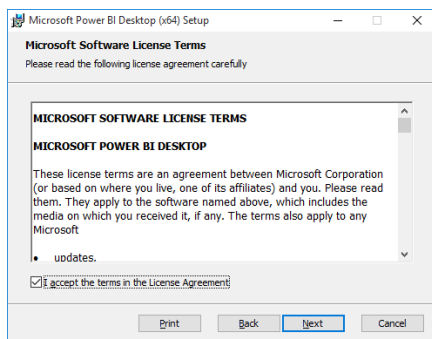 Microsoft Power BI Desktop (x64) Setup
Microsoft Software License Terms
Please read the following license agreement carefully
MICROSOFT SOFTWARE LICENSE TERMS
MICROSOFT POWER BI DESKTOP
These license terms are an agreement between Microsoft Corporation
(or based on where you live, one of its affiliates) and you. Please read
them. They apply to the software named above, which includes the
media on which you received it, if any. The terms also apply to any
Microsoft
• updates,
I accept the terms in the License Agreement
Print Back Next Cancel